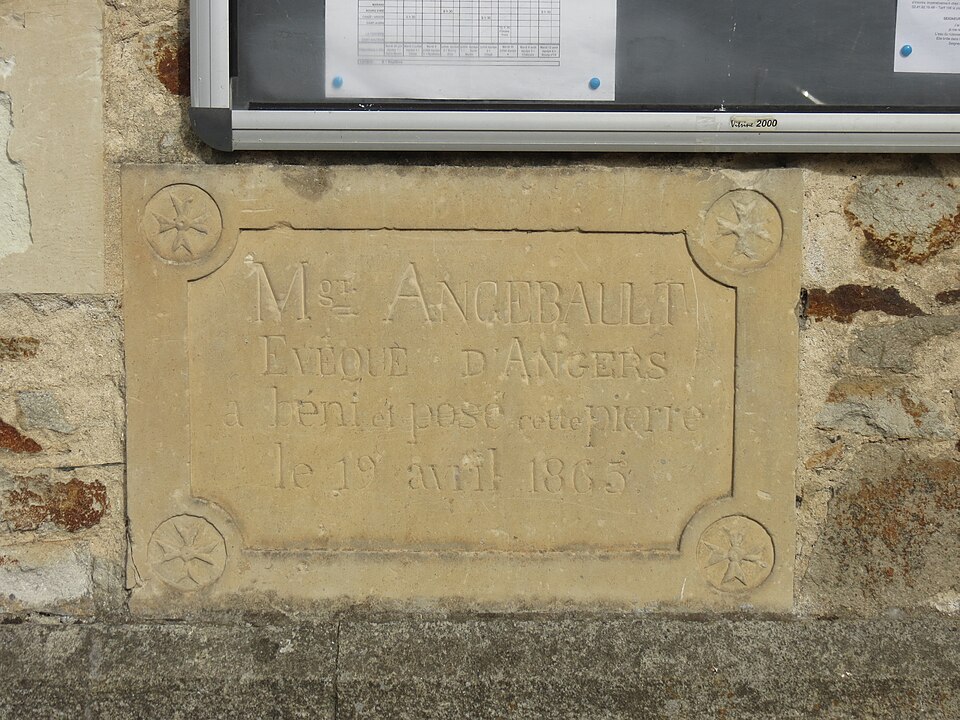 Vitrine 2000
Mgr ANGEBAULT
EVÊQUE D'ANGERS
a béni et posé cette pierre
le 19 avril 1865.